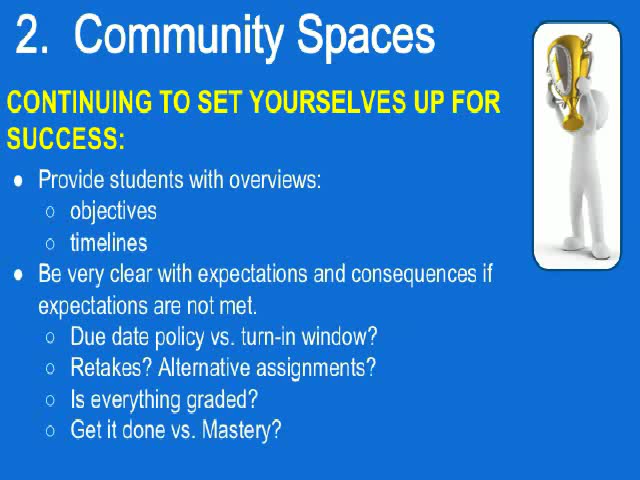 2. Community Spaces
CONTINUING TO SET YOURSELVES UP FOR
SUCCESS:
● Provide students with overviews:
○ objectives
○ timelines
● Be very clear with expectations and consequences if
expectations are not met.
○ Due date policy vs. turn-in window?
○ Retakes? Alternative assignments?
○ Is everything graded?
○ Get it done vs. Mastery?